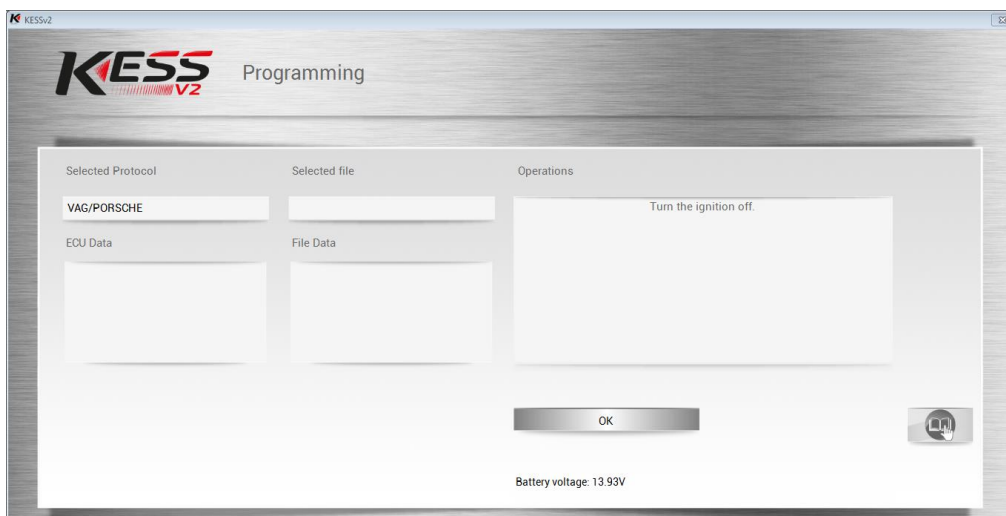 KESSv2
KESS
V2
Programming
Selected Protocol
Selected file
Operations
VAG/PORSCHE
Turn the ignition off.
ECU Data
File Data
OK
Battery voltage: 13.93V